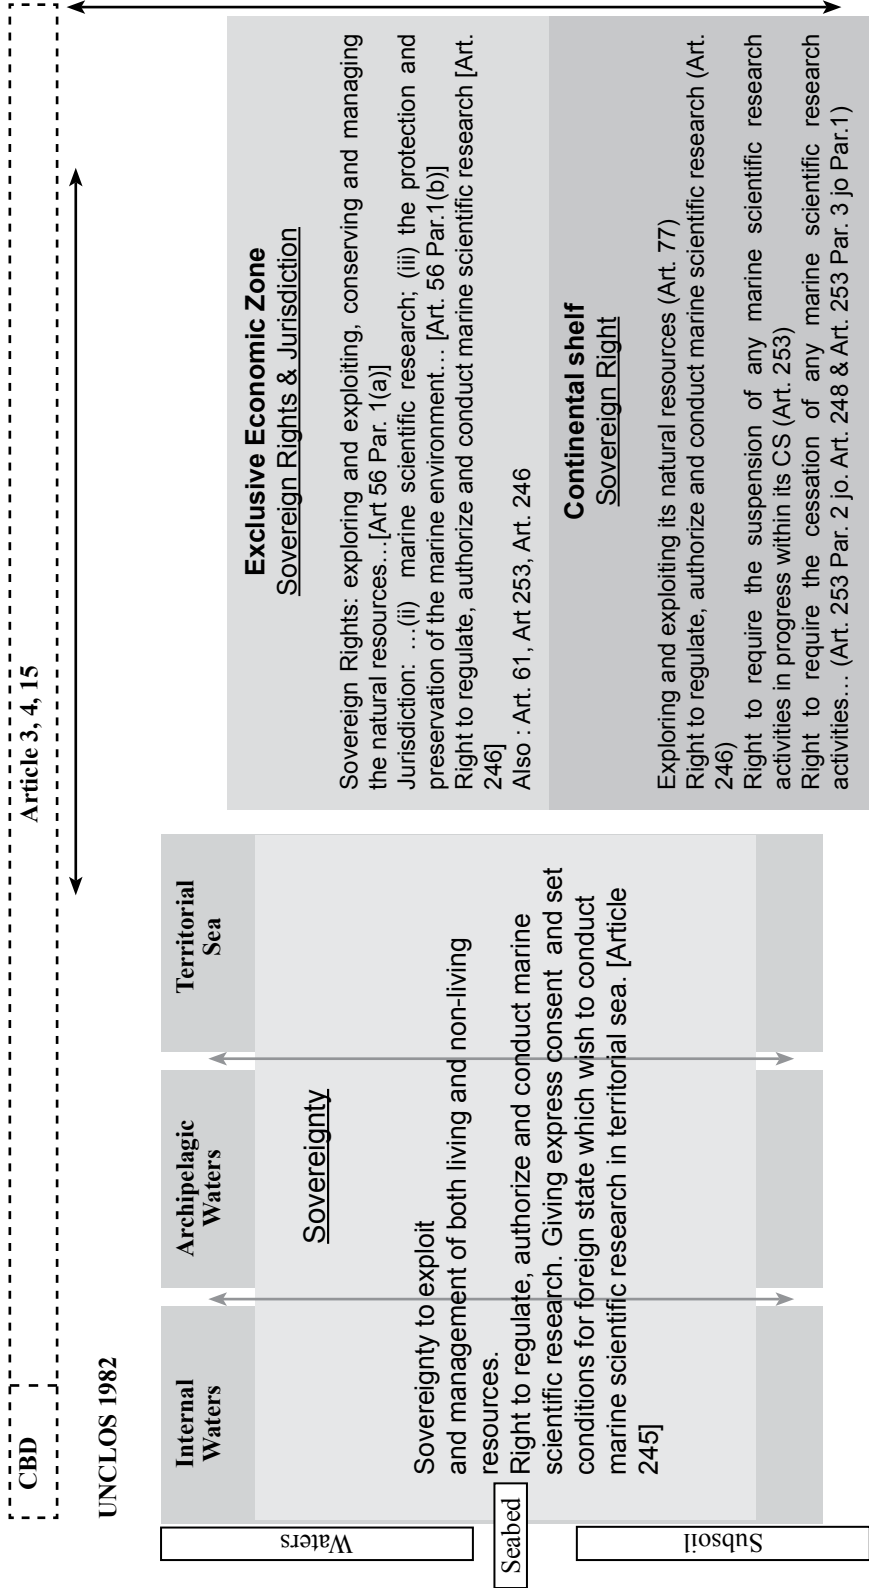 CBD
Article 3, 4, 15
UNCLOS 1982
Internal
Waters
Archipelagic
Waters
Territorial
Sea
Waters
Seabed
Subsoil
Sovereignty
Sovereignty to exploit
and management of both living and non-living
resources.
Right to regulate, authorize and conduct marine
scientific research. Giving express consent and set
conditions for foreign state which wish to conduct
marine scientific research in territorial sea. [Article
245]
Exclusive Economic Zone
Sovereign Rights & Jurisdiction
Sovereign Rights: exploring and exploiting, conserving and managing
the natural resources…[Art 56 Par. 1(a)]
Jurisdiction: …(ii) marine scientific research; (iii) the protection and
preservation of the marine environment… [Art. 56 Par.1(b)]
Right to regulate, authorize and conduct marine scientific research [Art.
246]
Also : Art. 61, Art 253, Art. 246
Continental shelf
Sovereign Right
Exploring and exploiting its natural resources (Art. 77)
Right to regulate, authorize and conduct marine scientific research (Art.
246)
Right to require the suspension of any marine scientific research
activities in progress within its CS (Art. 253)
Right to require the cessation of any marine scientific research
activities… (Art. 253 Par. 2 jo. Art. 248 & Art. 253 Par. 3 jo Par.1)